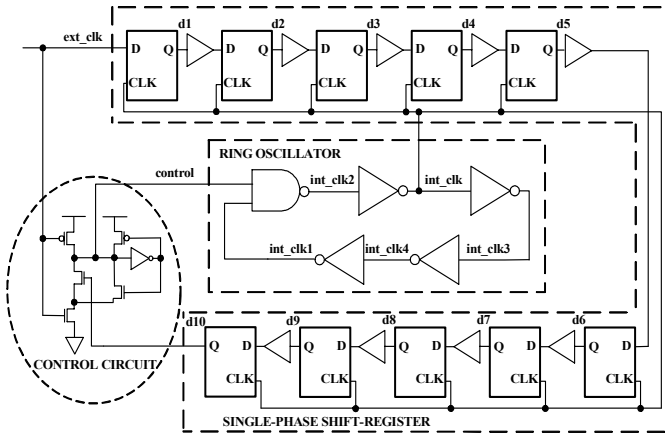 d1 d2 d3 d4 d5
ext_clk
D Q D Q D Q D Q D Q
CLK CLK CLK CLK CLK
RING OSCILLATOR
control
int_clk2 int_clk
int_clk1 int_clk4 int_clk3
d10 d9 d8 d7 d6
Q D Q D Q D Q D Q D
CLK CLK CLK CLK CLK
CONTROL CIRCUIT
SINGLE-PHASE SHIFT-REGISTER